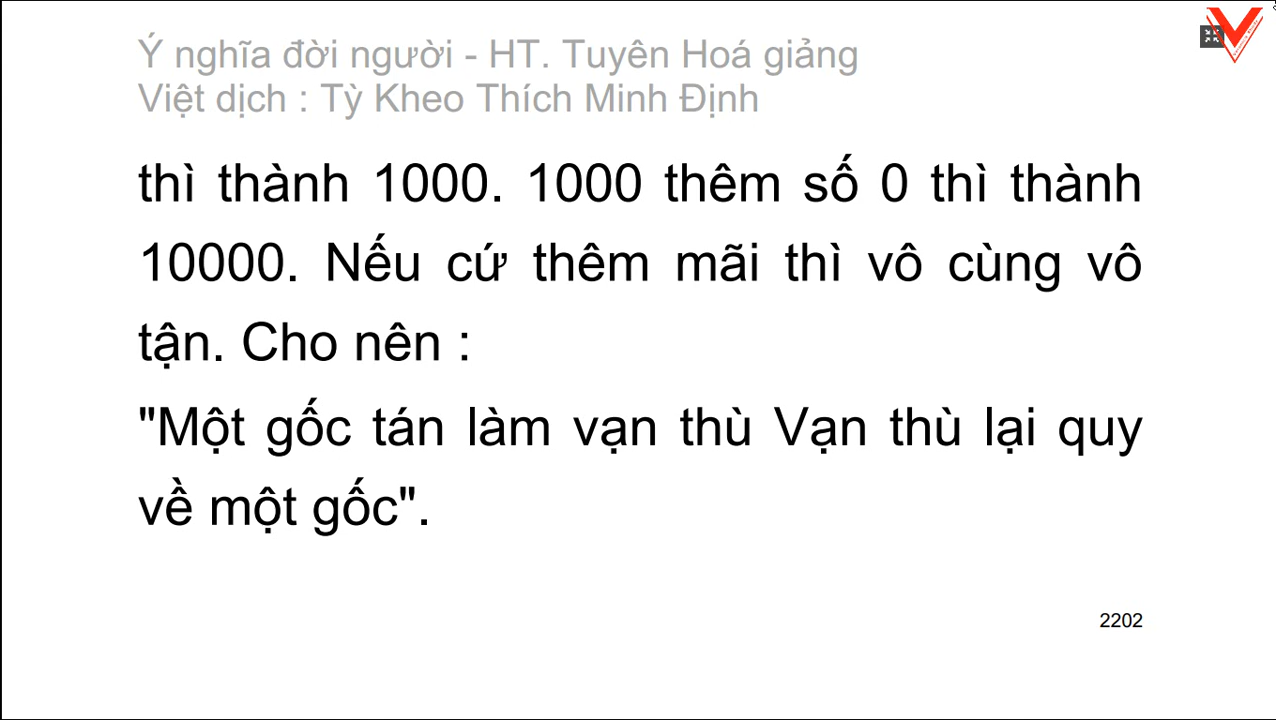 Ý nghĩa đời người - HT. Tuyên Hoá giảng
Việt dịch : Tỳ Kheo Thích Minh Định
thì thành 1000. 1000 thêm số 0 thì thành
10000. Nếu cứ thêm mãi thì vô cùng vô
tận. Cho nên :
"Một gốc tán làm vạn thù Vạn thù lại quy
về một gốc".
2202